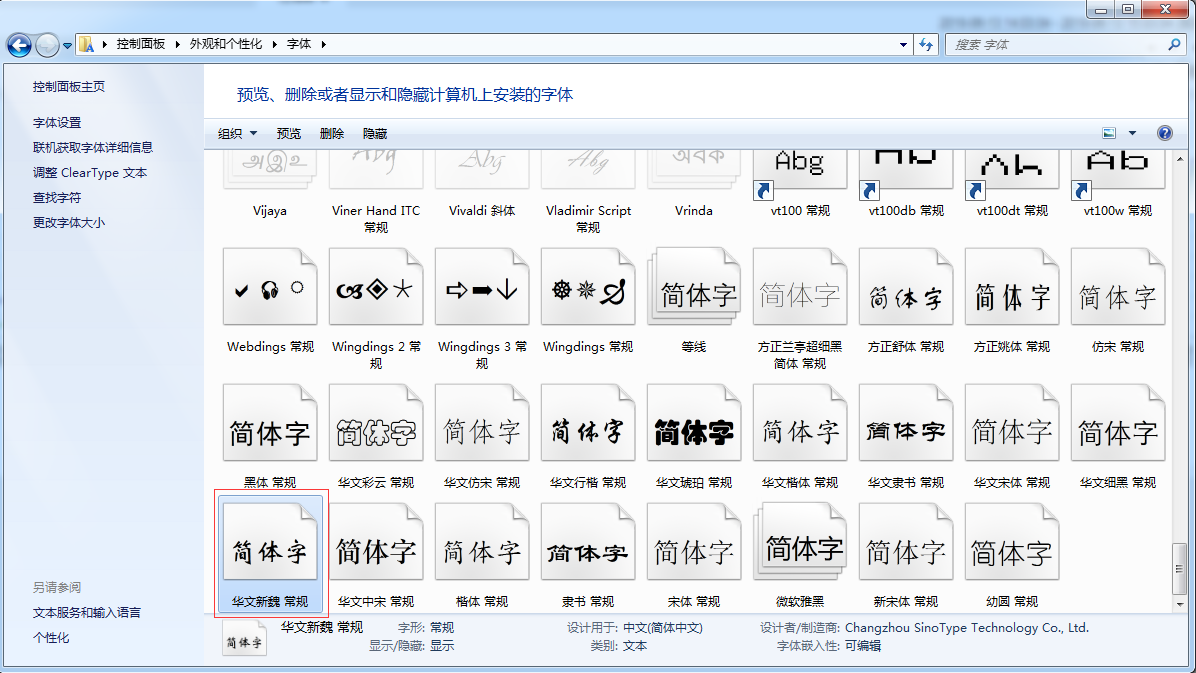 控制面板 外观和个性化 字体
搜索 字体
控制面板主页
字体设置
联机获取字体详细信息
调整 ClearType 文本
查找字符
更改字体大小
另请参阅
文本服务和输入语言
个性化
预览、删除或者显示和隐藏计算机上安装的字体
组织 预览 删除 隐藏
Abg Abg Abg Abg
Vijaya Viner Hand ITC 常规 Vivaldi 斜体 Vladimir Script 常规 Vrinda vt100 常规 vt100db 常规 vt100dt 常规 vt100w 常规
简体字 简体字 简体字 简体字 简体字
Webdings 常规 Wingdings 2 常规 Wingdings 3 常规 Wingdings 常规 等线 方正兰亭超细黑简体 常规 方正舒体 常规 方正姚体 常规 仿宋 常规
简体字 简体字 简体字 简体字 简体字 简体字 简体字 简体字 简体字
黑体 常规 华文彩云 常规 华文仿宋 常规 华文行楷 常规 华文琥珀 常规 华文楷体 常规 华文隶书 常规 华文宋体 常规 华文细黑 常规
简体字 简体字 简体字 简体字 简体字 简体字 简体字 简体字
华文新魏 常规 华文中宋 常规 楷体 常规 隶书 常规 宋体 常规 微软雅黑 新宋体 常规 幼圆 常规
简体字
华文新魏 常规 字形: 常规 设计用于: 中文(简体中文) 设计者/制造商: Changzhou SinoType Technology Co., Ltd.
显示/隐藏: 显示 类别: 文本 字体嵌入性: 可编辑